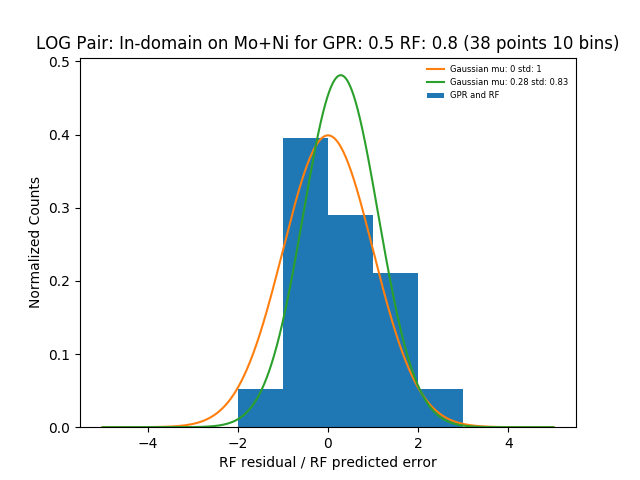 LOG Pair: In-domain on Mo+Ni for GPR: 0.5 RF: 0.8 (38 points 10 bins)
Gaussian mu: 0 std: 1
Gaussian mu: 0.28 std: 0.83
GPR and RF
Normalized Counts
0.5
0.4
0.3
0.2
0.1
0.0
−4 −2 0 2 4
RF residual / RF predicted error